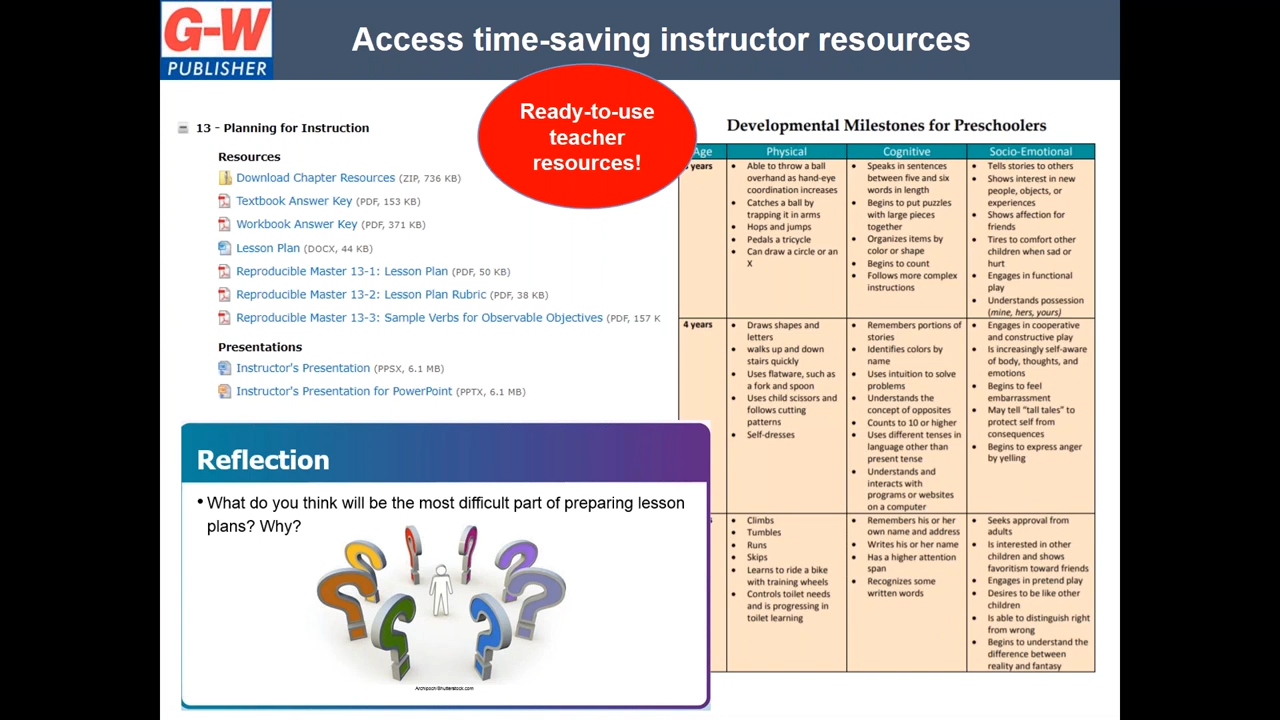 G-W
PUBLISHER
Access time-saving instructor resources
Ready-to-use
teacher
resources!
13 - Planning for Instruction
Resources
Download Chapter Resources (ZIP, 736 KB)
Textbook Answer Key (PDF, 153 KB)
Workbook Answer Key (PDF, 371 KB)
Lesson Plan (DOCX, 44 KB)
Reproducible Master 13-1: Lesson Plan (PDF, 50 KB)
Reproducible Master 13-2: Lesson Plan Rubric (PDF, 38 KB)
Reproducible Master 13-3: Sample Verbs for Observable Objectives (PDF, 157 K
Presentations
Instructor's Presentation (PPSX, 6.1 MB)
Instructor's Presentation for PowerPoint (PPTX, 6.1 MB)
Reflection
• What do you think will be the most difficult part of preparing lesson
plans? Why?
Archipoch/Shutterstock.com
Developmental Milestones for Preschoolers
Age
Physical
Cognitive
Socio-Emotional
years
• Able to throw a ball
overhand as hand-eye
coordination increases
• Catches a ball by
trapping it in arms
• Hops and jumps
• Pedals a tricycle
• Can draw a circle or an
X
• Speaks in sentences
between five and six
words in length
• Begins to put puzzles
with large pieces
together
• Organizes items by
color or shape
• Begins to count
• Follows more complex
instructions
• Tells stories to others
• Shows interest in new
people, objects, or
experiences
• Shows affection for
friends
• Tires to comfort other
children when sad or
hurt
• Engages in functional
play
• Understands possession
(mine, hers, yours)
4 years
• Draws shapes and
letters
• walks up and down
stairs quickly
• Uses flatware, such as
a fork and spoon
• Uses child scissors and
follows cutting
patterns
• Self-dresses
• Remembers portions of
stories
• Identifies colors by
name
• Uses intuition to solve
problems
• Understands the
concept of opposites
• Counts to 10 or higher
• Uses different tenses in
language other than
present tense
• Understands and
interacts with
programs or websites
on a computer
• Engages in cooperative
and constructive play
• Is increasingly self-aware
of body, thoughts, and
emotions
• Begins to feel
embarrassment
• May tell “tall tales” to
protect self from
consequences
• Begins to express anger
by yelling
• Climbs
• Tumbles
• Runs
• Skips
• Learns to ride a bike
with training wheels
• Controls toilet needs
and is progressing in
toilet learning
• Remembers his or her
own name and address
• Writes his or her name
• Has a higher attention
span
• Recognizes some
written words
• Seeks approval from
adults
• Is interested in other
children and shows
favoritism toward friends
• Engages in pretend play
• Desires to be like other
children
• Is able to distinguish right
from wrong
• Begins to understand the
difference between
reality and fantasy